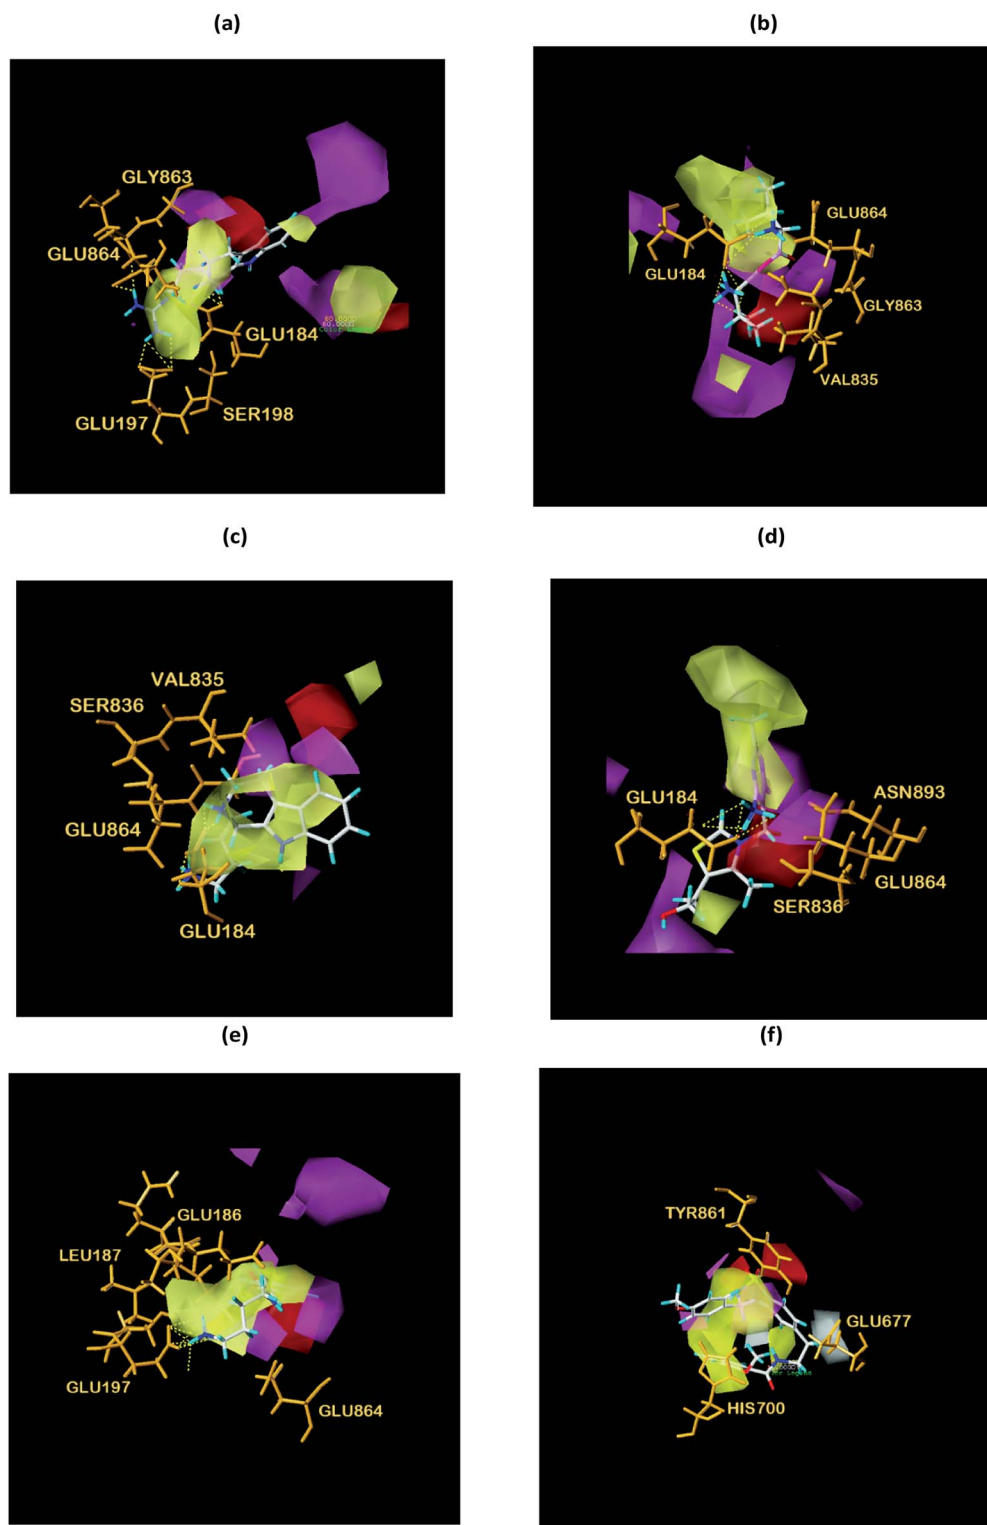 (a)
(b)
GLY863
GLU864
GLU184
GLU197
SER198
GLU864
GLU184
GLY863
VAL835
(c)
(d)
VAL835
SER836
GLU864
GLU184
GLU184
ASN893
GLU864
SER836
(e)
(f)
GLU186
LEU187
GLU197
GLU864
TYR861
GLU677
HIS700